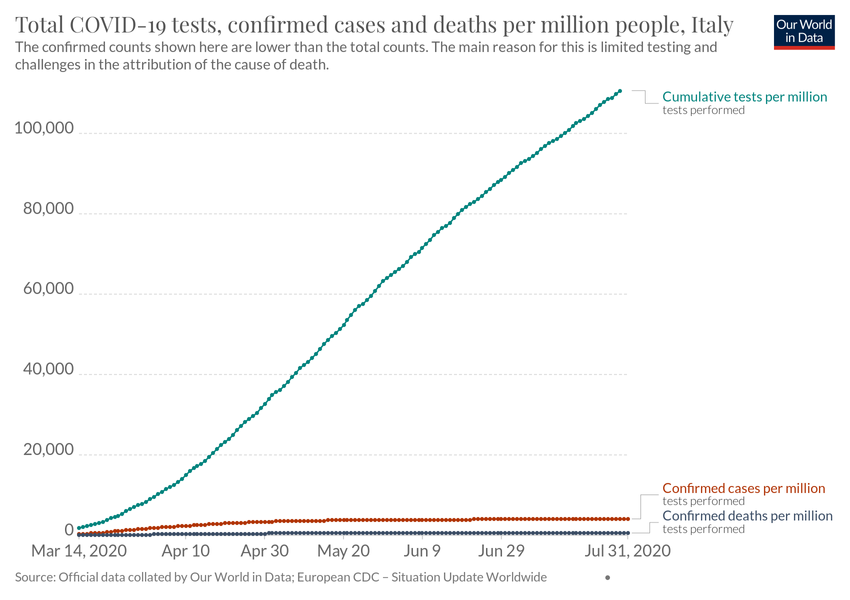 Total COVID-19 tests, confirmed cases and deaths per million people, Italy
Our World
in Data
The confirmed counts shown here are lower than the total counts. The main reason for this is limited testing and
challenges in the attribution of the cause of death.
Cumulative tests per million
tests performed
100,000
80,000
60,000
40,000
20,000
0
Confirmed cases per million
tests performed
Confirmed deaths per million
tests performed
Mar 14, 2020 Apr 10 Apr 30 May 20 Jun 9 Jun 29 Jul 31, 2020
Source: Official data collated by Our World in Data; European CDC – Situation Update Worldwide •